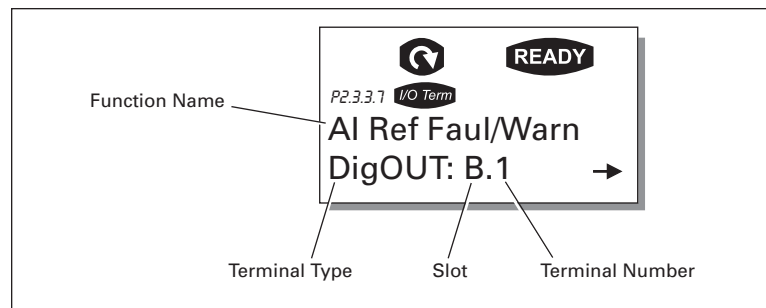 READY
P2.3.3.7 I/O Term
Function Name
AI Ref Faul/Warn
DigOUT: B.1
Terminal Type Slot Terminal Number